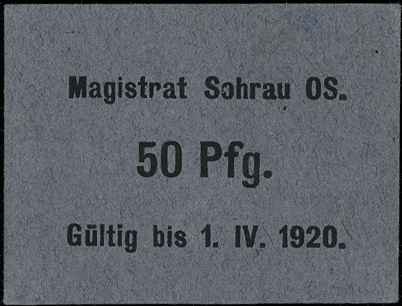 Magistrat Sohrau OS.
50 Pfg.
Gültig bis 1. IV. 1920.